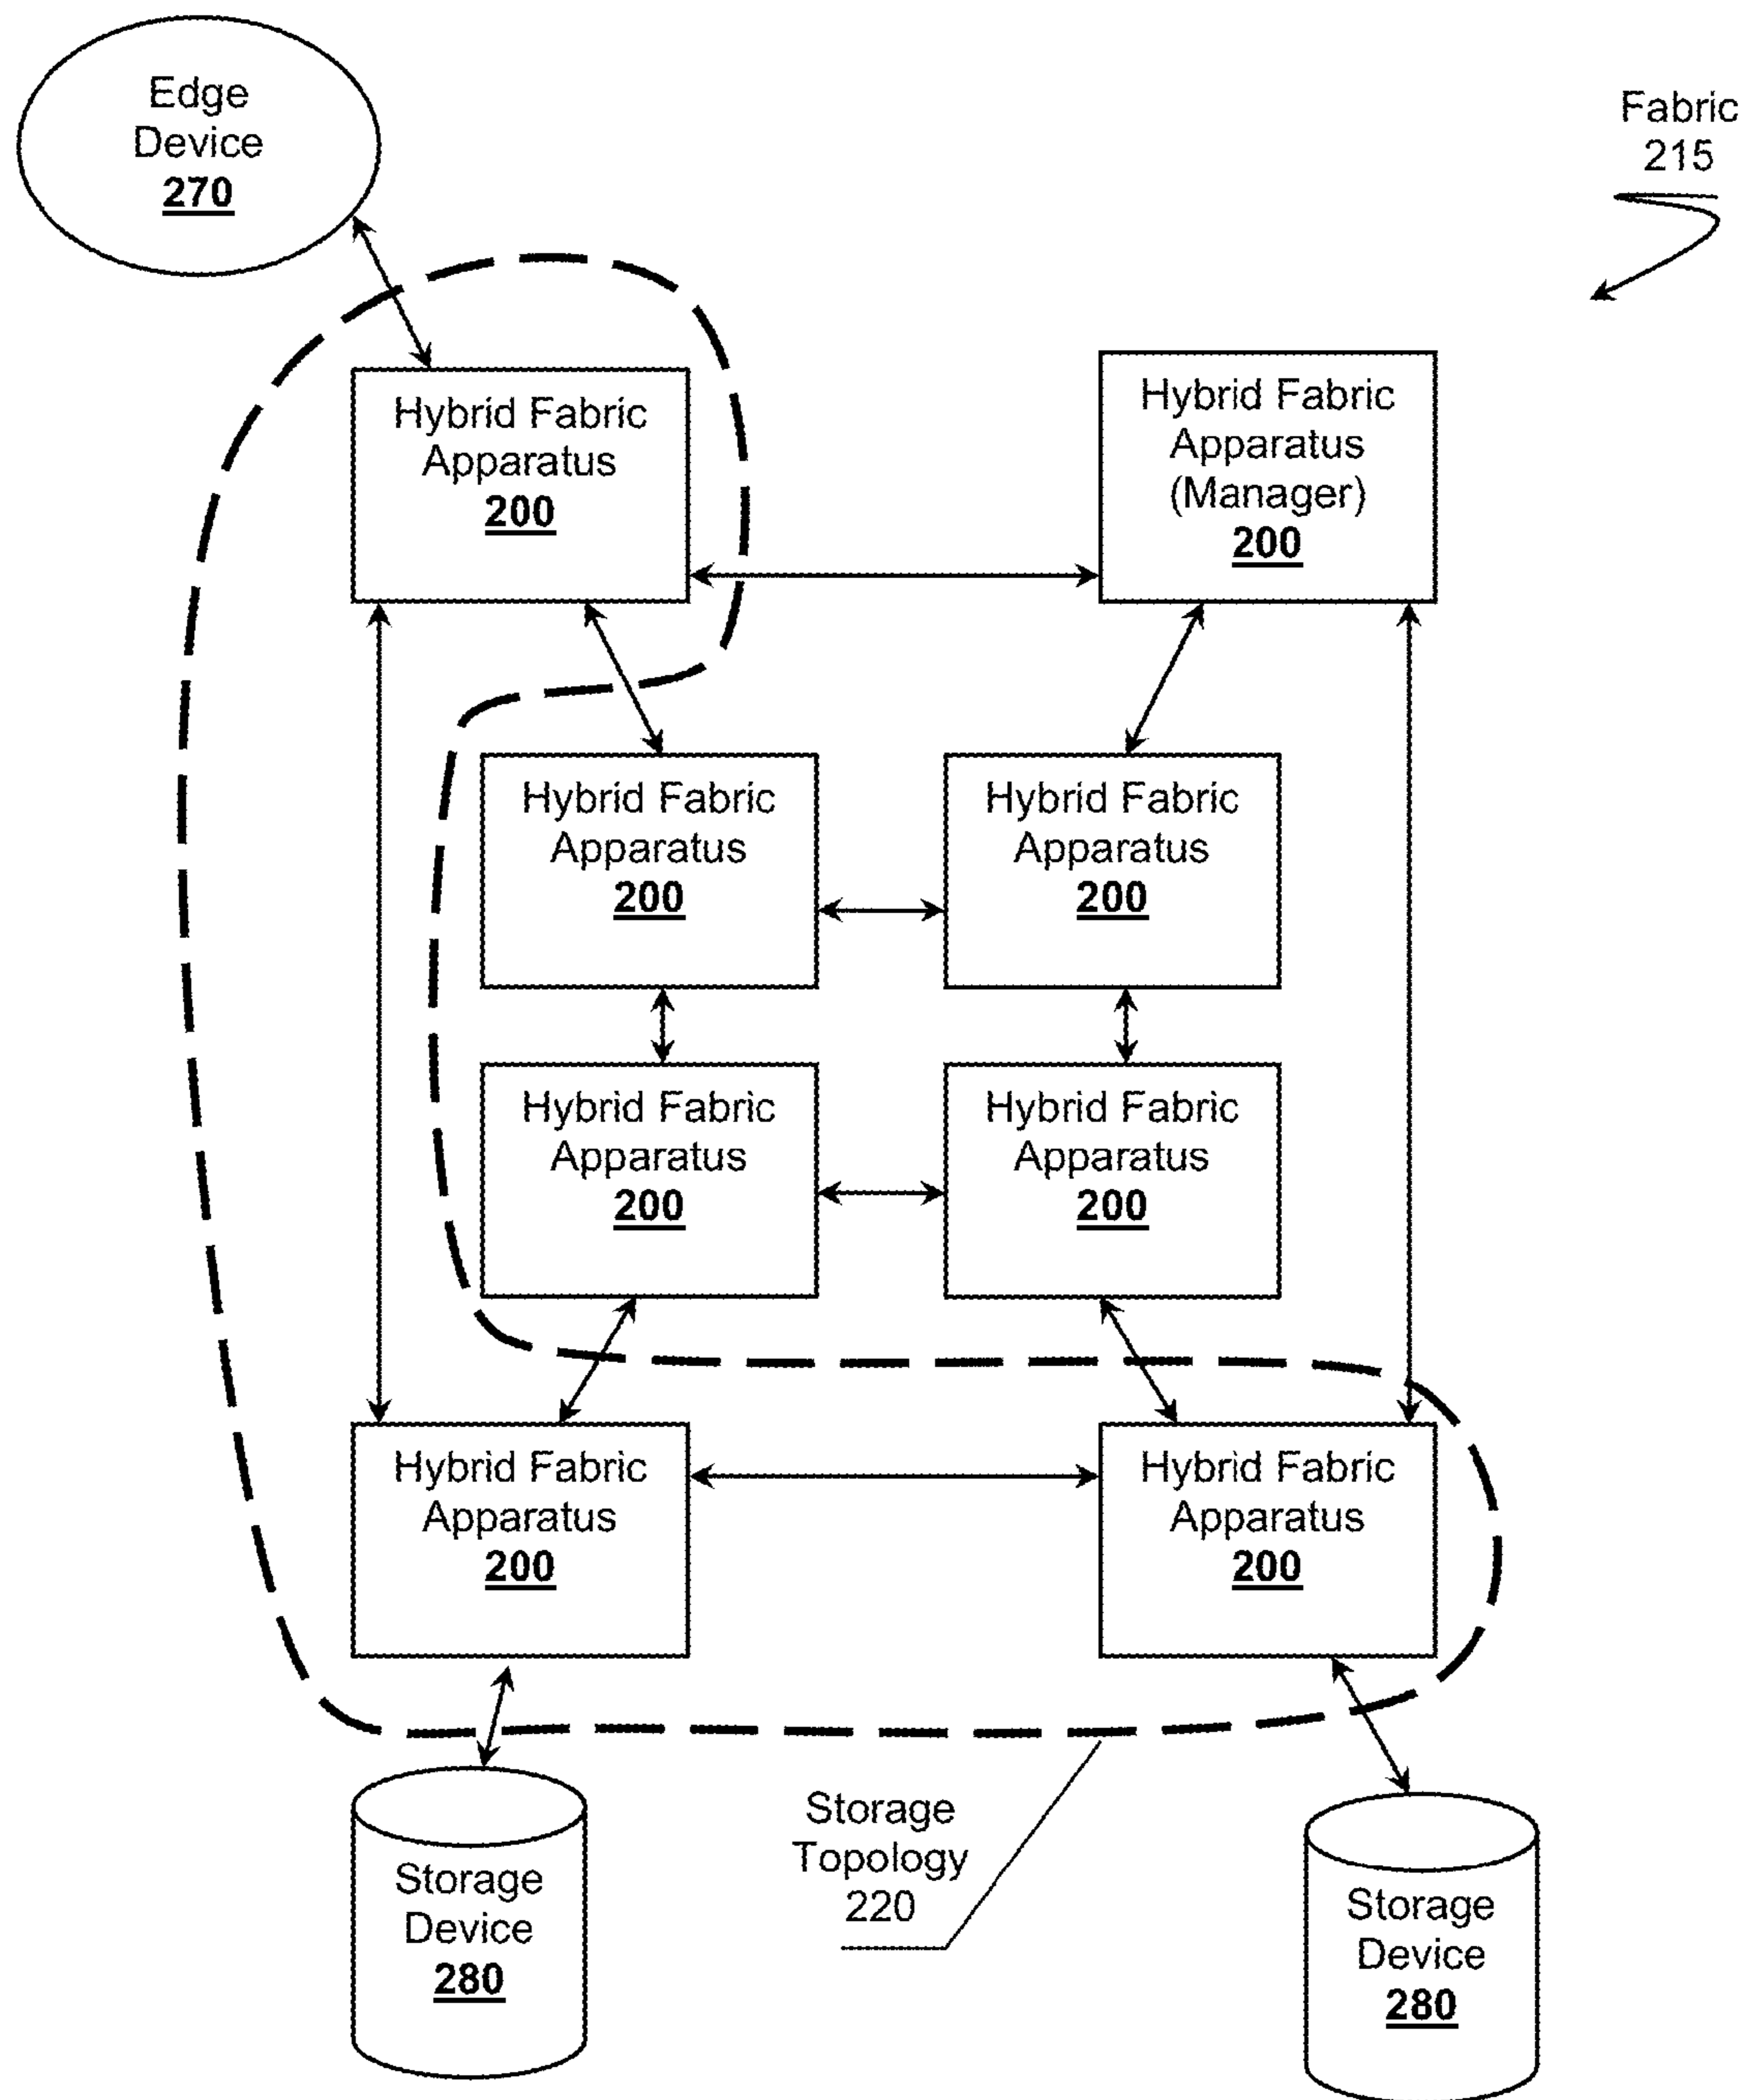 Edge
Device
270
Fabric
215
Hybrid Fabric
Apparatus
200
Hybrid Fabric
Apparatus
(Manager)
200
Hybrid Fabric
Apparatus
200
Hybrid Fabric
Apparatus
200
Hybrid Fabric
Apparatus
200
Hybrid Fabric
Apparatus
200
Hybrid Fabric
Apparatus
200
Hybrid Fabric
Apparatus
200
Storage
Device
280
Storage
Topology
220
Storage
Device
280